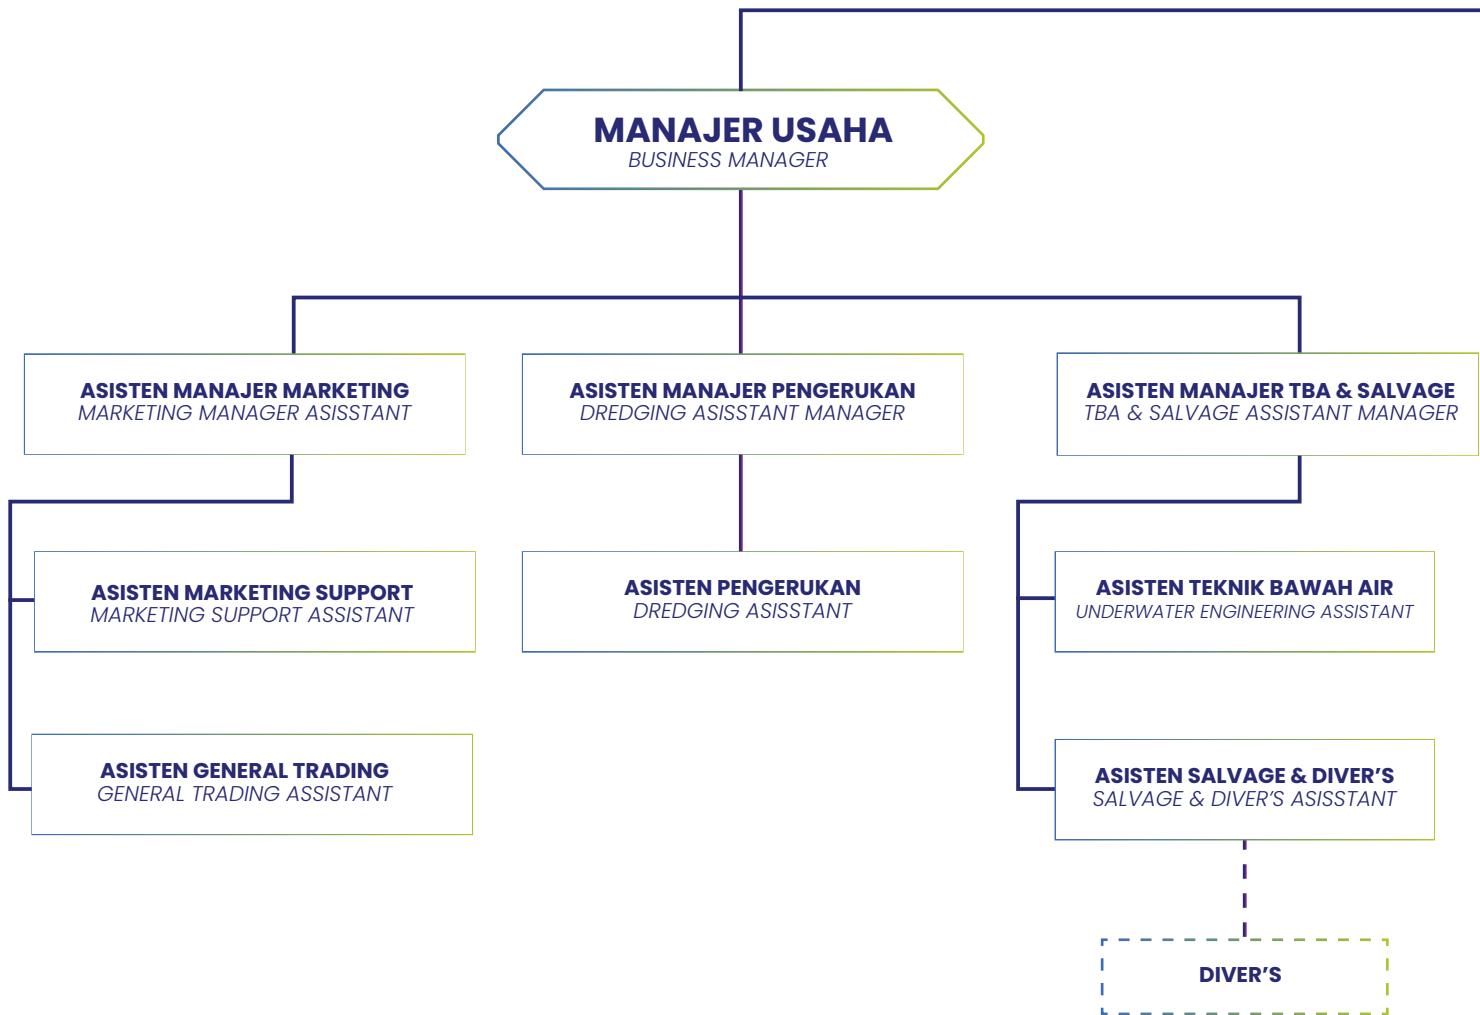 MANAJER USAHA
BUSINESS MANAGER
ASISTEN MANAJER MARKETING
MARKETING MANAGER ASISSTANT
ASISTEN MANAJER PENGERUKAN
DREDGING ASISSTANT MANAGER
ASISTEN MANAJER TBA & SALVAGE
TBA & SALVAGE ASSISTANT MANAGER
ASISTEN MARKETING SUPPORT
MARKETING SUPPORT ASSISTANT
ASISTEN PENGERUKAN
DREDGING ASISSTANT
ASISTEN TEKNIK BAWAH AIR
UNDERWATER ENGINEERING ASSISTANT
ASISTEN GENERAL TRADING
GENERAL TRADING ASSISTANT
ASISTEN SALVAGE & DIVER’S
SALVAGE & DIVER’S ASISSTANT
DIVER’S